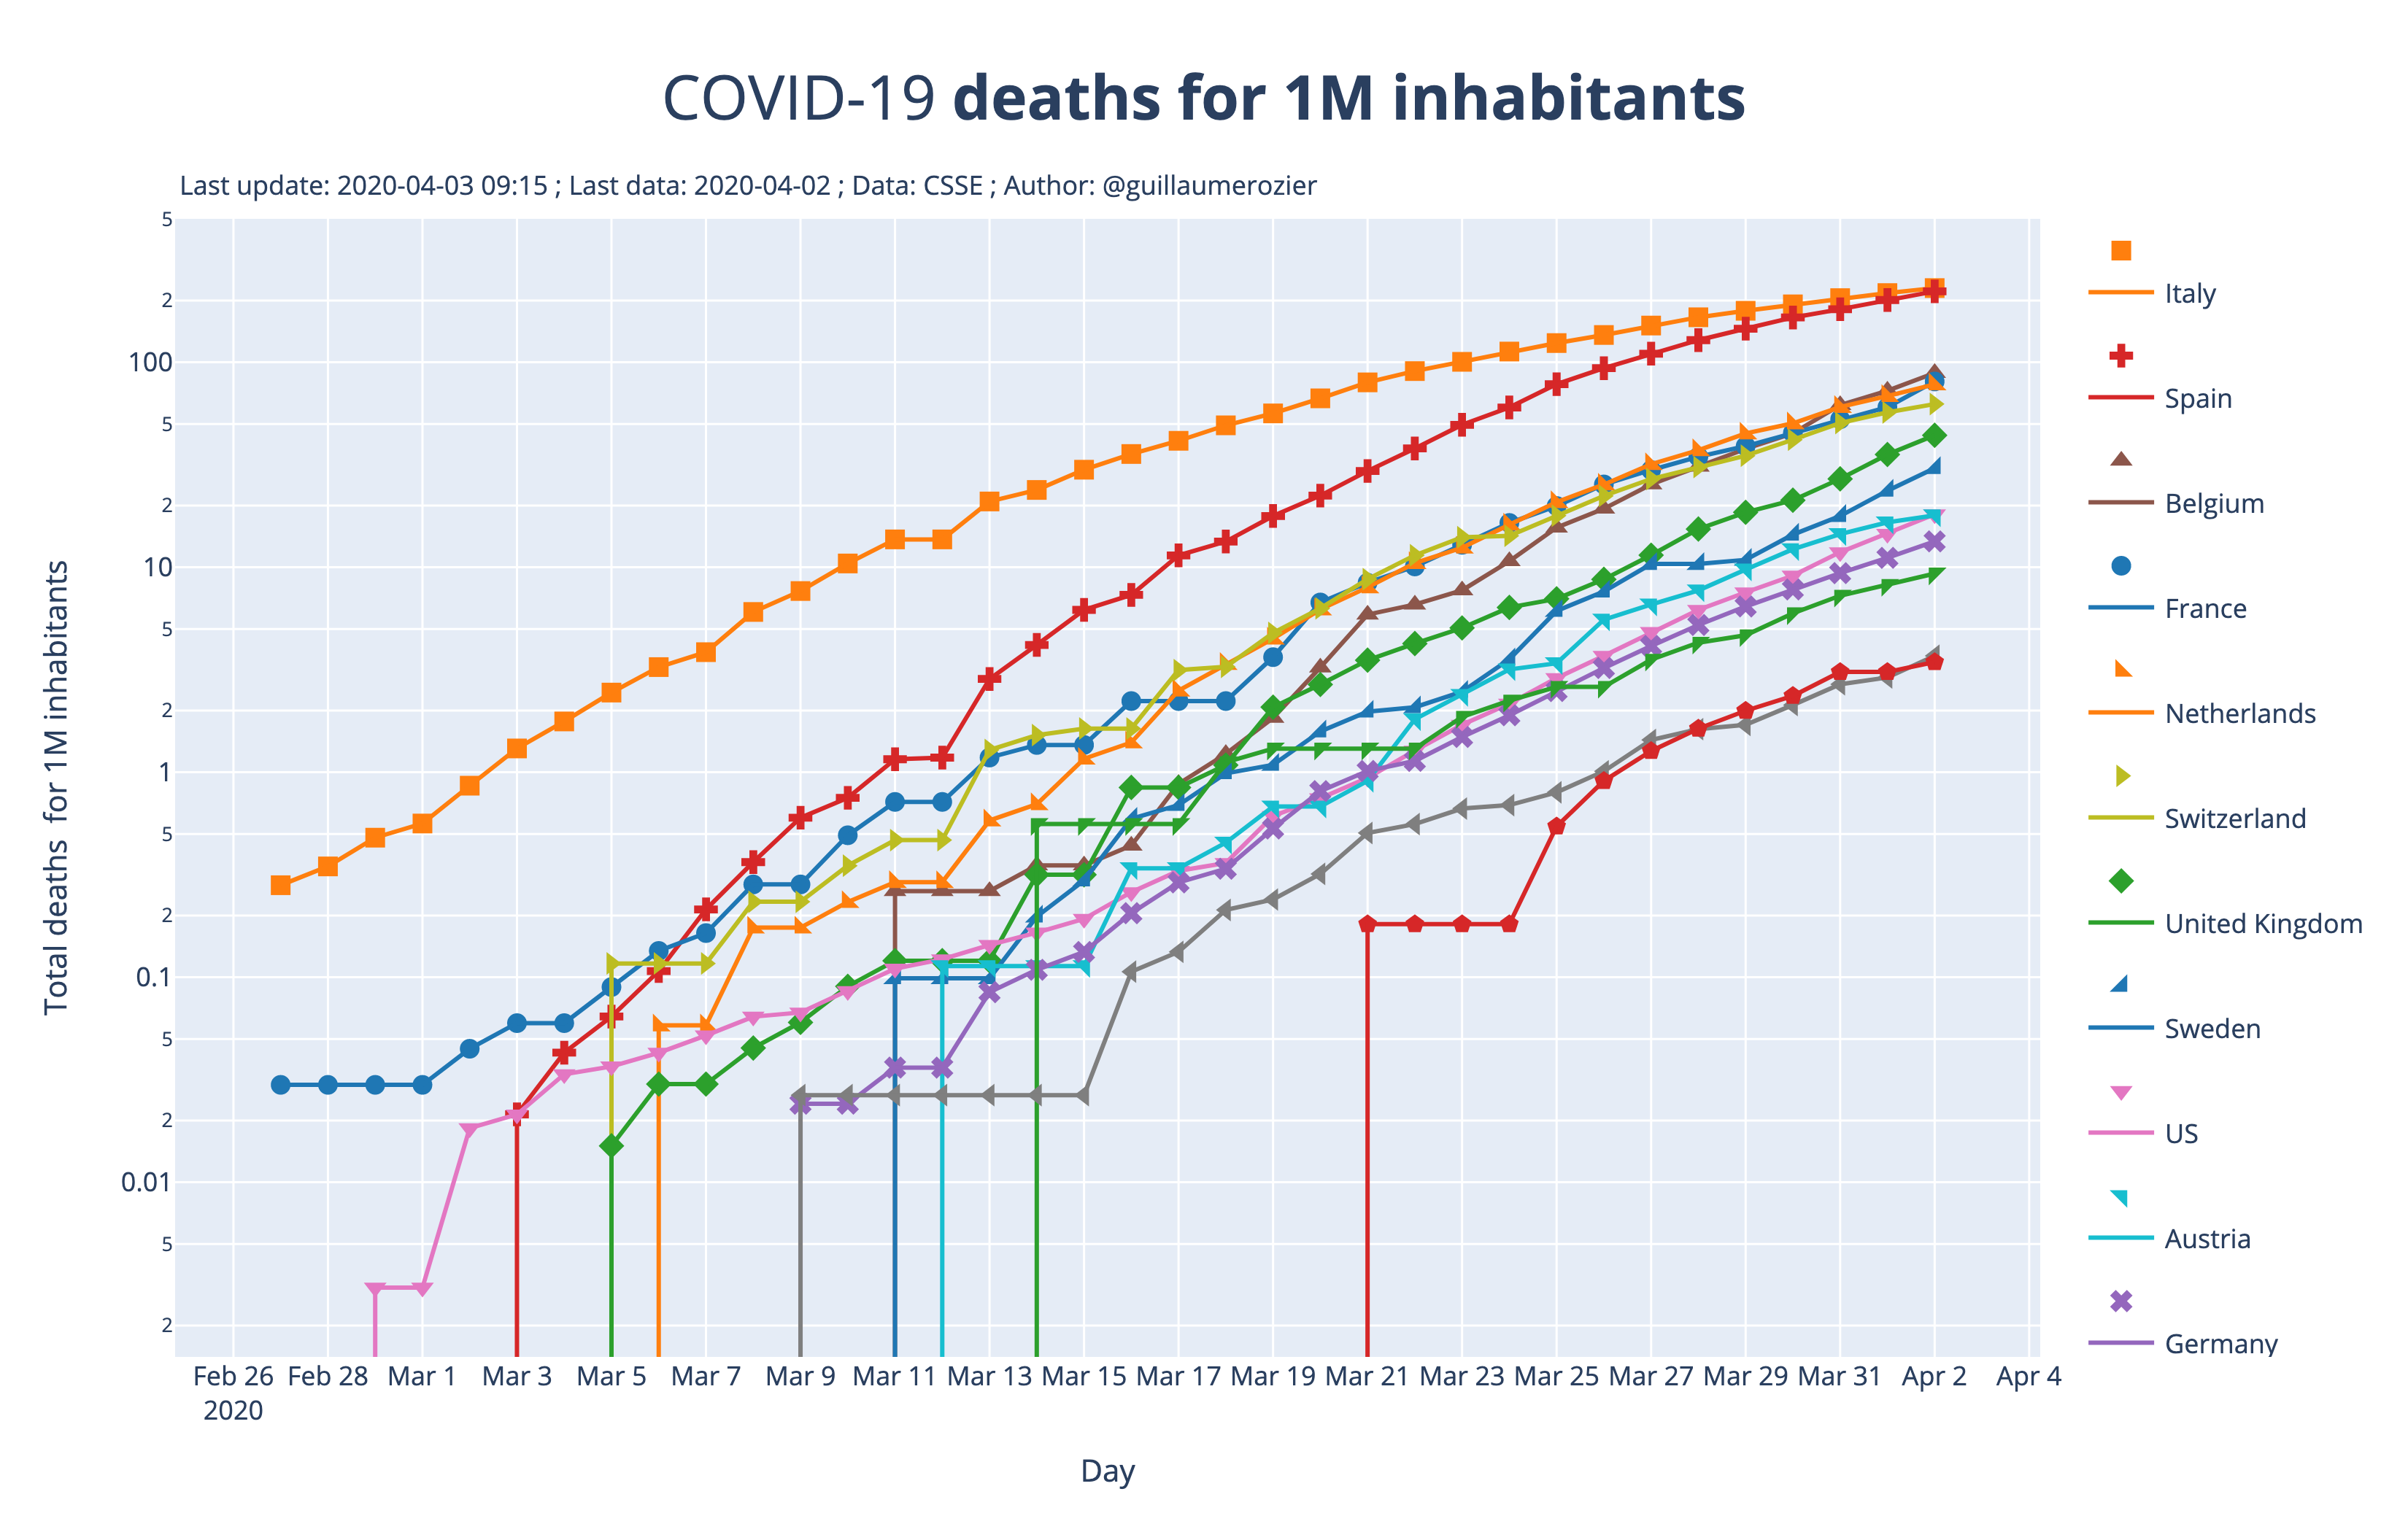 COVID-19 deaths for 1M inhabitants
Last update: 2020-04-03 09:15 ; Last data: 2020-04-02 ; Data: CSSE ; Author: @guillaumerozier
5
2
100
5
2
10
5
2
1
5
2
0.1
5
2
0.01
5
2
Total deaths for 1M inhabitants
Feb 26 Feb 28 Mar 1 Mar 3 Mar 5 Mar 7 Mar 9 Mar 11 Mar 13 Mar 15 Mar 17 Mar 19 Mar 21 Mar 23 Mar 25 Mar 27 Mar 29 Mar 31 Apr 2 Apr 4
2020
Day
Italy
Spain
Belgium
France
Netherlands
Switzerland
United Kingdom
Sweden
US
Austria
Germany